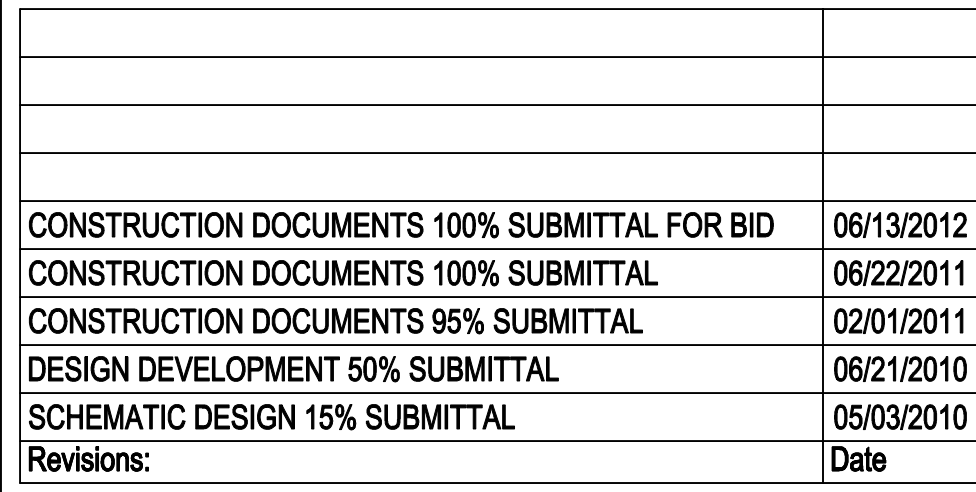 CONSTRUCTION DOCUMENTS 100% SUBMITTAL FOR BID 06/13/2012
CONSTRUCTION DOCUMENTS 100% SUBMITTAL 06/22/2011
CONSTRUCTION DOCUMENTS 95% SUBMITTAL 02/01/2011
DESIGN DEVELOPMENT 50% SUBMITTAL 06/21/2010
SCHEMATIC DESIGN 15% SUBMITTAL 05/03/2010
Revisions: Date